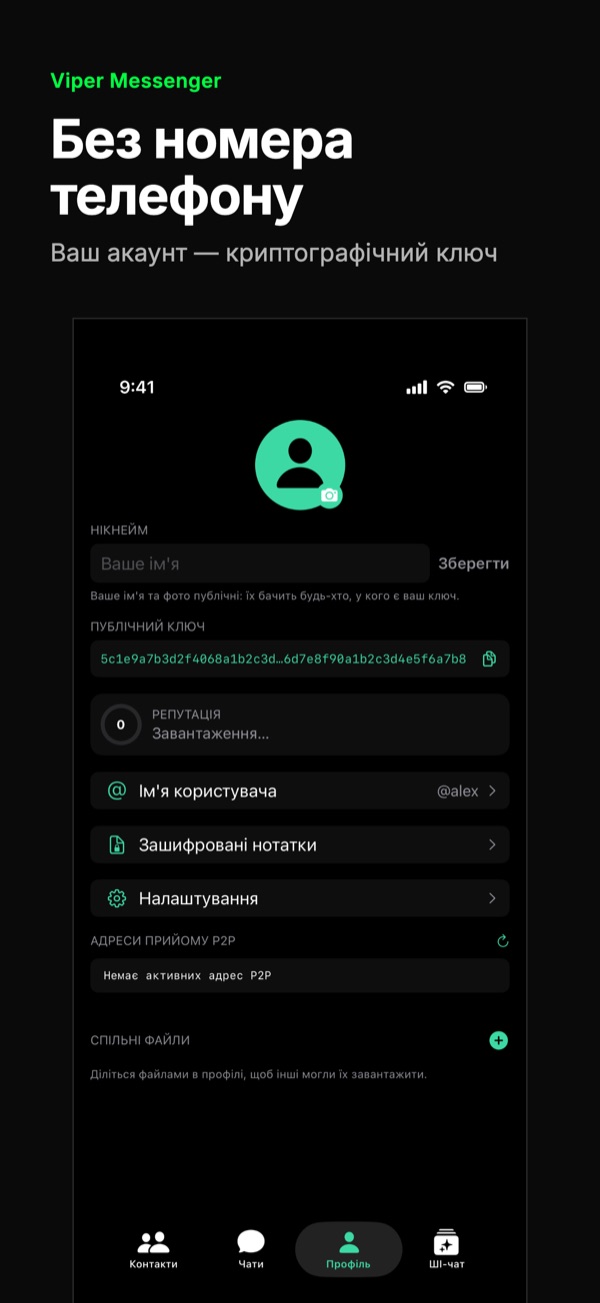 Viper Messenger
Без номера
телефону
Ваш акаунт — криптографічний ключ
9:41
НІКНЕЙМ
Ваше ім'я
Зберегти
Ваше ім'я та фото публічні: їх бачить будь-хто, у кого є ваш ключ.
ПУБЛІЧНИЙ КЛЮЧ
5c1e9a7b3d2f4068a1b2c3d…6d7e8f90a1b2c3d4e5f6a7b8
0
РЕПУТАЦІЯ
Завантаження...
Ім'я користувача
@alex
Зашифровані нотатки
Налаштування
АДРЕСИ ПРИЙОМУ P2P
Немає активних адрес P2P
СПІЛЬНІ ФАЙЛИ
Діліться файлами в профілі, щоб інші могли їх завантажити.
Контакти
Чати
Профіль
ШІ-чат